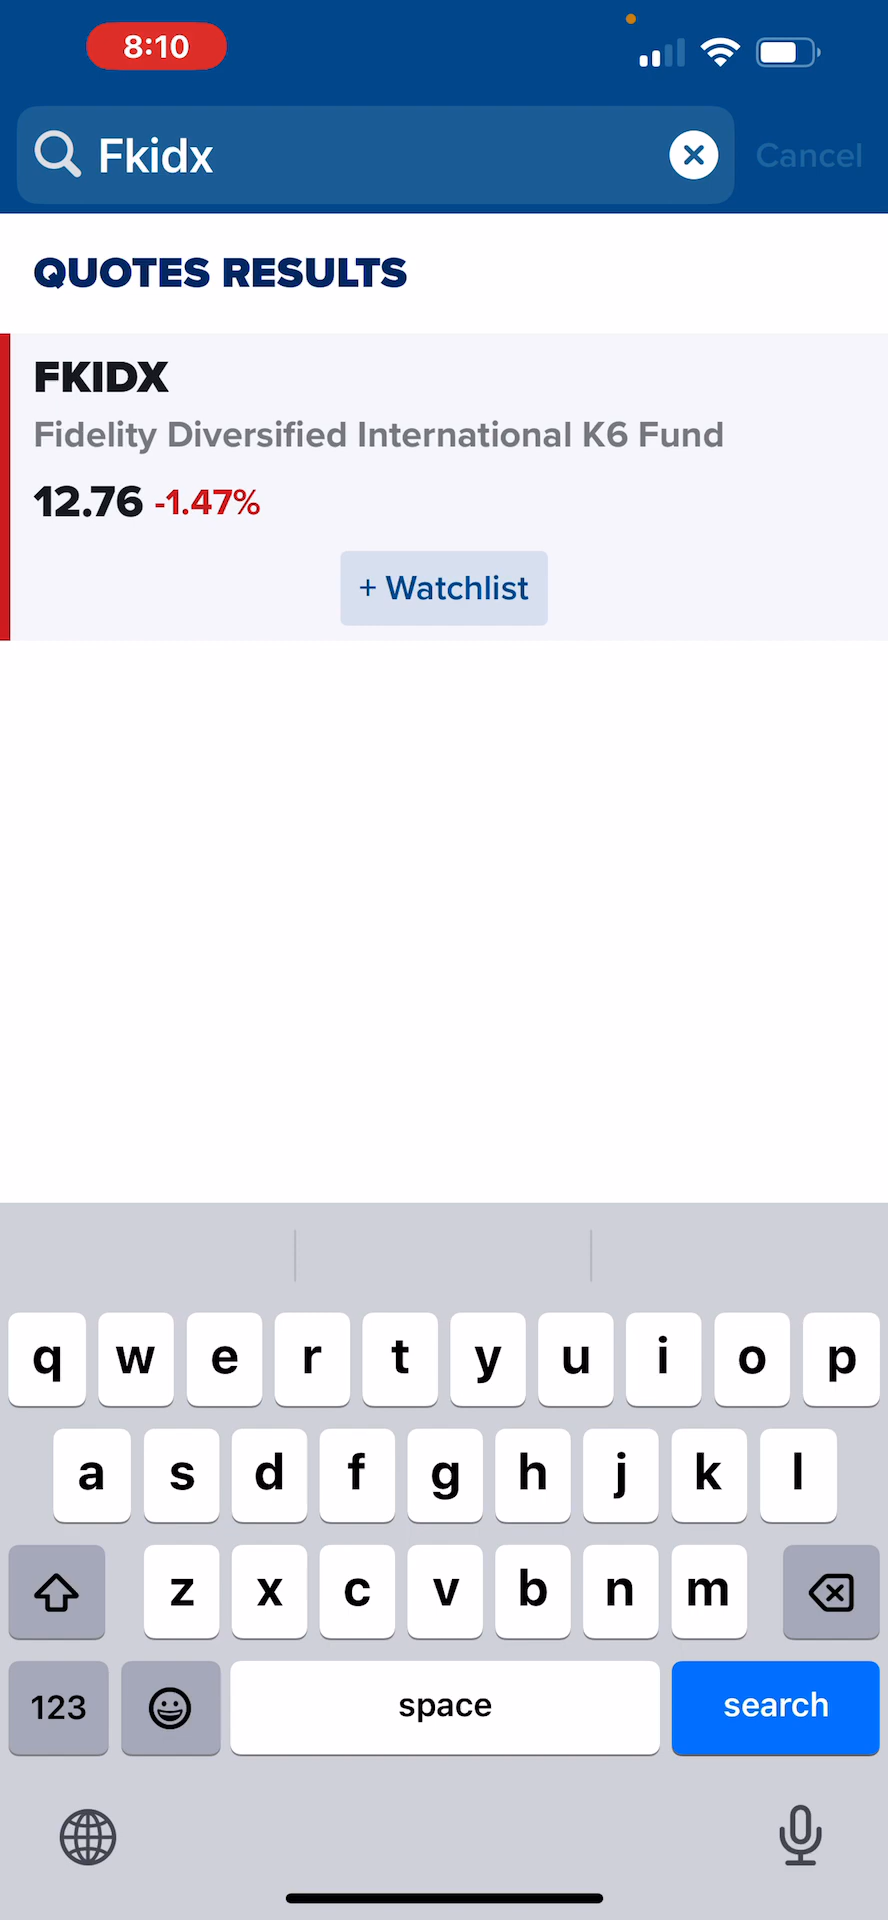 8:10
Fkidx
Cancel
QUOTES RESULTS
FKIDX
Fidelity Diversified International K6 Fund
12.76 -1.47%
+ Watchlist
q w e r t y u i o p
a s d f g h j k l
z x c v b n m
123 space search